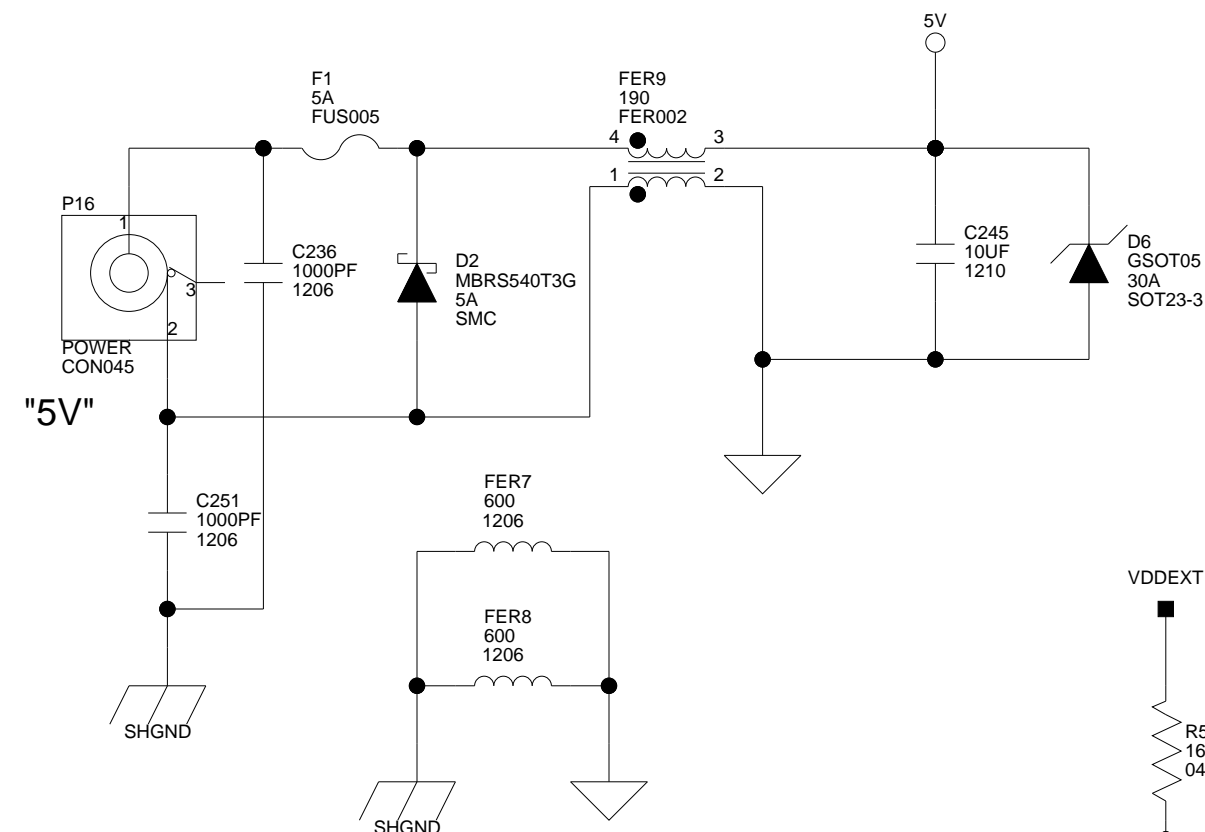 5V
F1
5A
FUS005
FER9
190
FER002
4
3
1
2
P16
1
3
2
POWER
CON045
"5V"
C236
1000PF
1206
D2
MBRS540T3G
5A
SMC
C245
10UF
1210
D6
GSOT05
30A
SOT23-3
C251
1000PF
1206
SHGND
FER7
600
1206
FER8
600
1206
SHGND
VDDEXT